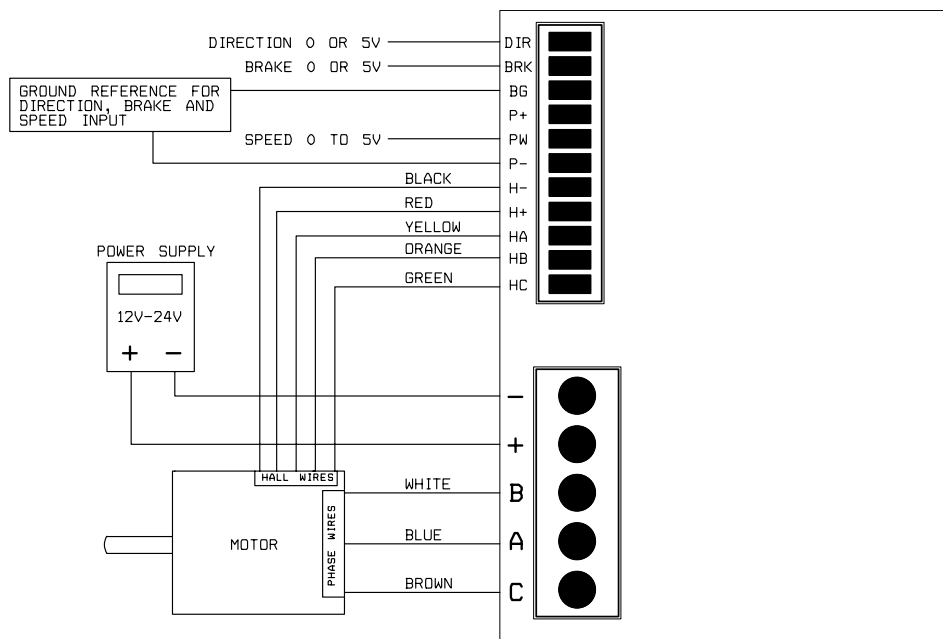 DIRECTION 0 OR 5V
DIR
BRAKE 0 OR 5V
BRK
GROUND REFERENCE FOR
DIRECTION, BRAKE AND
SPEED INPUT
BG
P+
SPEED 0 TO 5V
PW
P-
BLACK
H-
RED
H+
YELLOW
HA
ORANGE
HB
GREEN
HC
POWER SUPPLY
12V-24V
+ -
-
+
HALL WIRES
WHITE
B
PHASE WIRES
MOTOR
BLUE
A
BROWN
C